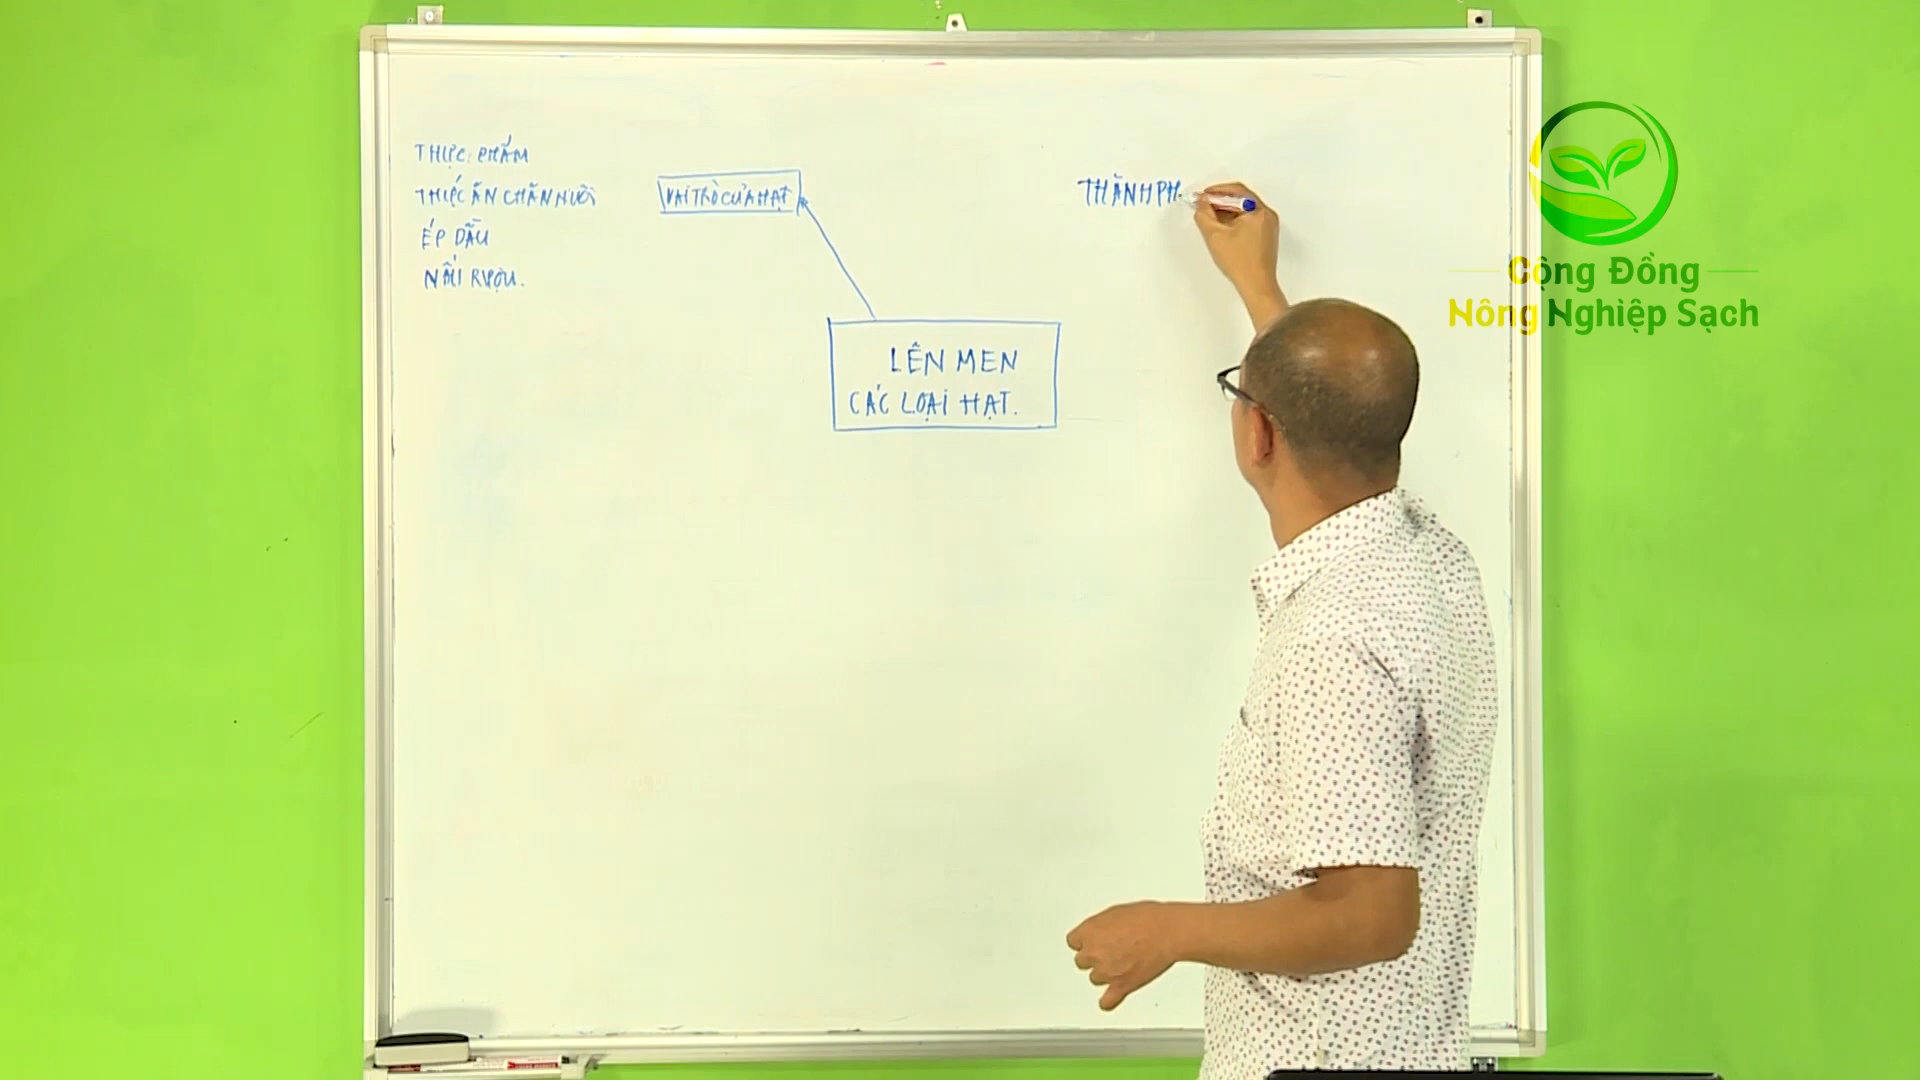 THỰC PHẨM
THỨC ĂN CHĂN NUÔI
ÉP DẦU
NẤU RƯỢU.
VAI TRÒ CỦA HẠT
LÊN MEN
CÁC LOẠI HẠT.
THÀNH PH
Cộng Đồng
Nông Nghiệp Sạch